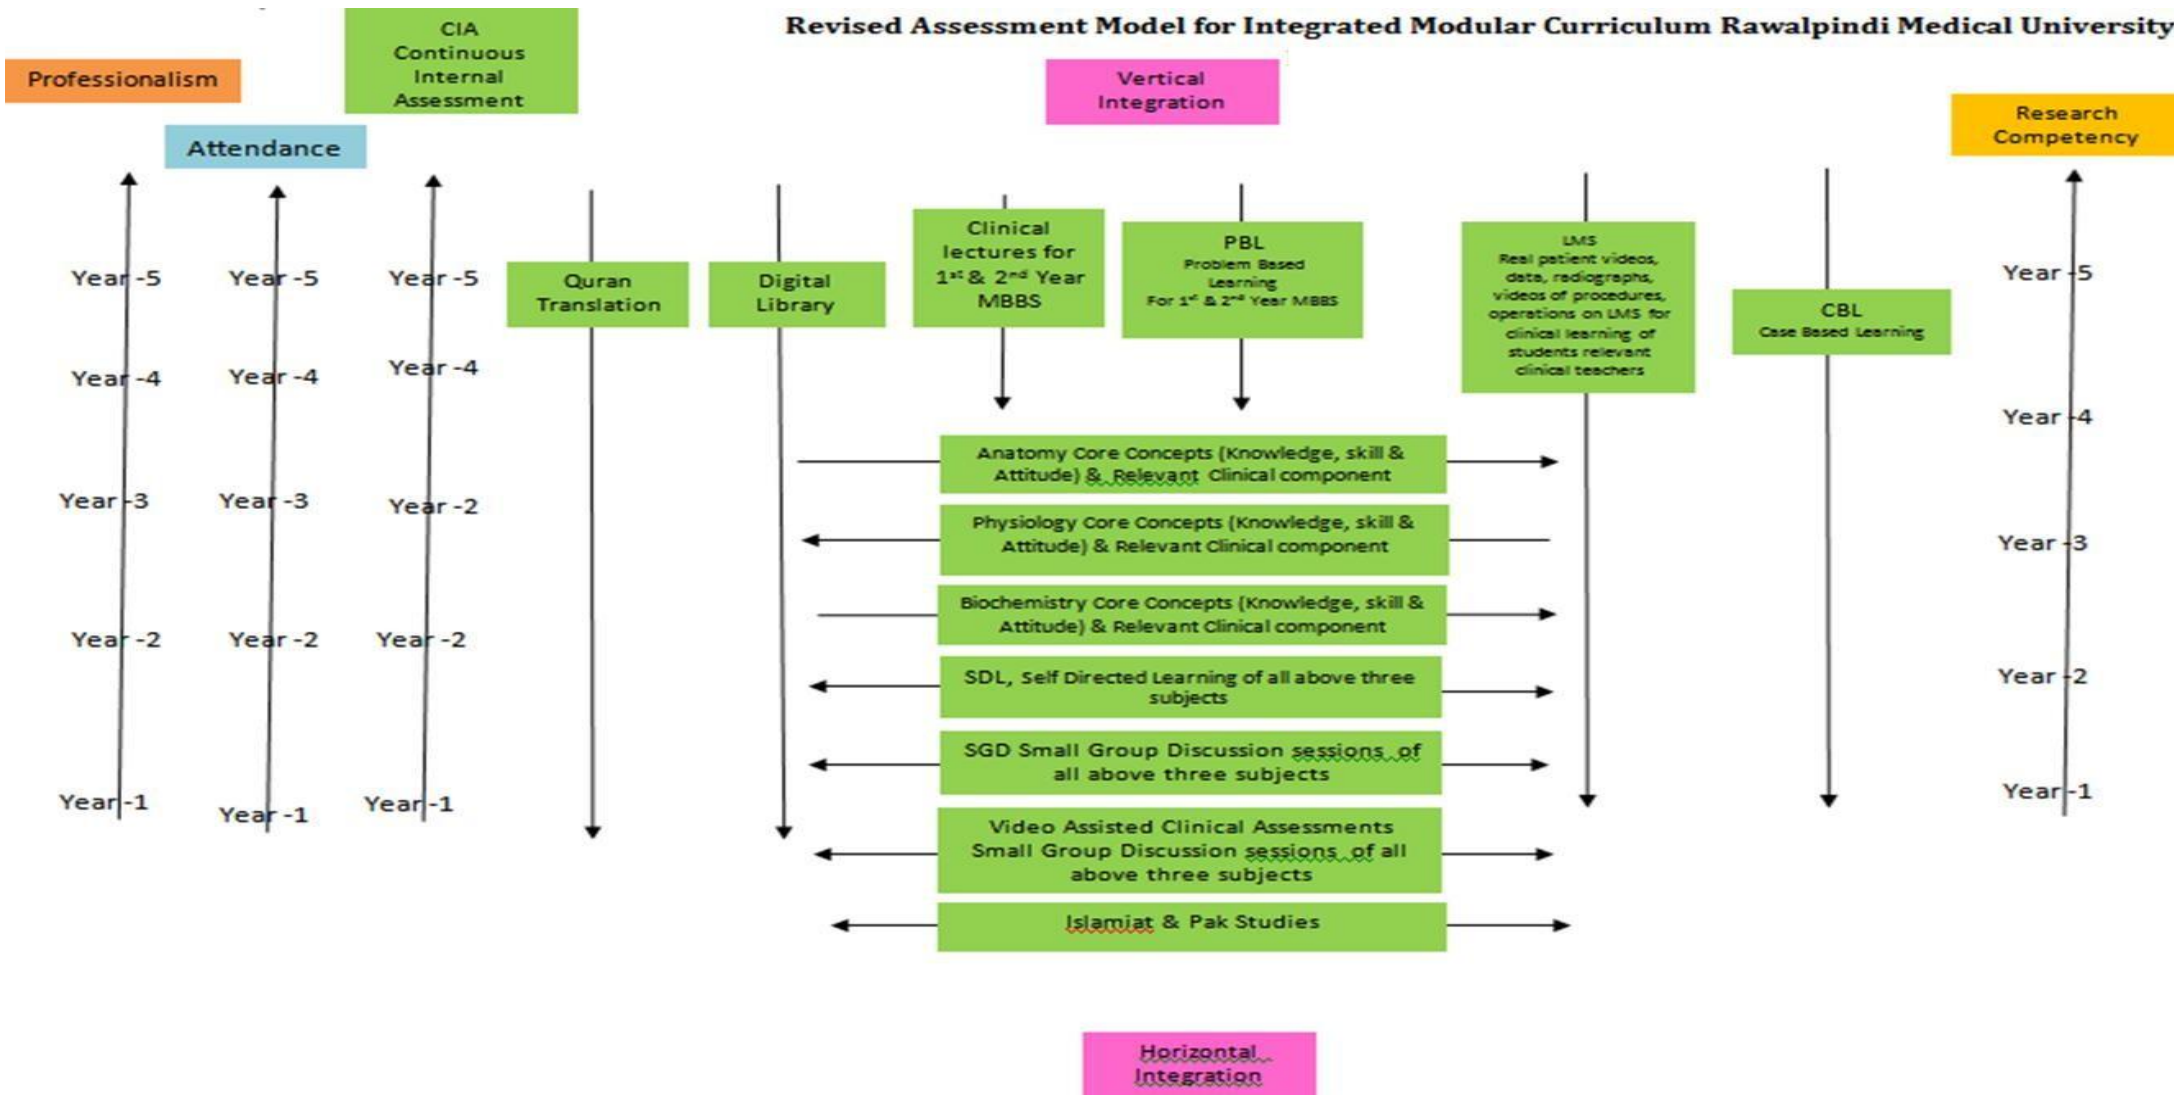 Revised Assessment Model for Integrated Modular Curriculum Rawalpindi Medical University
Professionalism
Attendance
CIA
Continuous
Internal
Assessment
Vertical
Integration
Research
Competency
Year -5
Year -4
Year -3
Year -2
Year -1
Year -5
Year -4
Year -3
Year -2
Year -1
Year -5
Year -4
Year -2
Year -2
Year -1
Quran
Translation
Digital
Library
Clinical
lectures for
1st & 2nd Year
MBBS
PBL
Problem Based
Learning
For 1st & 2nd Year MBBS
LMS
Real patient videos,
data, radiographs,
videos of procedures,
operations on LMS for
clinical learning of
students relevant
clinical teachers
CBL
Case Based Learning
Year -5
Year -4
Year -3
Year -2
Year -1
Anatomy Core Concepts (Knowledge, skill &
Attitude) & Relevant Clinical component
Physiology Core Concepts (Knowledge, skill &
Attitude) & Relevant Clinical component
Biochemistry Core Concepts (Knowledge, skill &
Attitude) & Relevant Clinical component
SDL, Self Directed Learning of all above three
subjects
SGD Small Group Discussion sessions of
all above three subjects
Video Assisted Clinical Assessments
Small Group Discussion sessions of all
above three subjects
Islamiat & Pak Studies
Horizontal
Integration